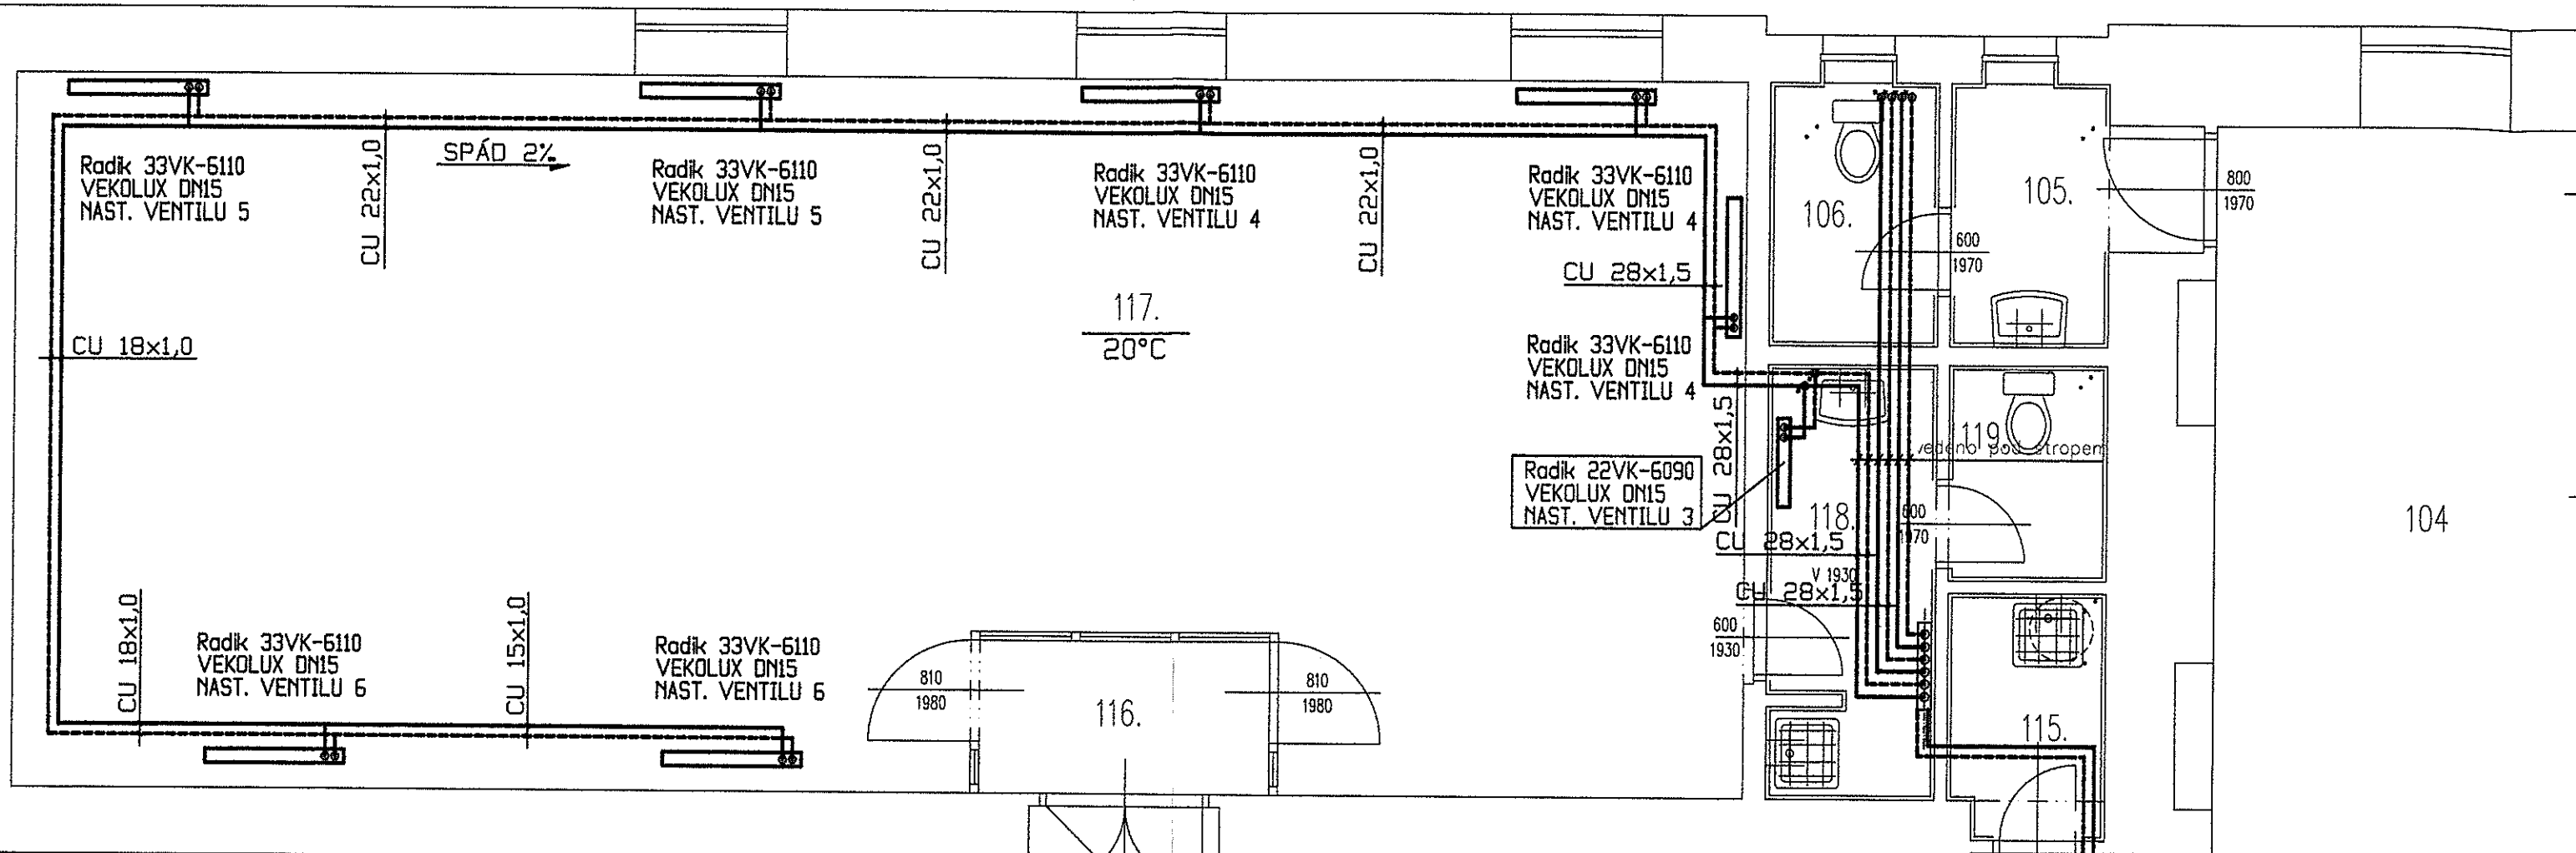 Radik 33VK-6110
VEKOLUX DN15
NAST. VENTILU 5
CU 22x1,0
SPÁD 2%
Radik 33VK-6110
VEKOLUX DN15
NAST. VENTILU 5
CU 22x1,0
Radik 33VK-6110
VEKOLUX DN15
NAST. VENTILU 4
CU 22x1,0
Radik 33VK-6110
VEKOLUX DN15
NAST. VENTILU 4
CU 28x1,5
106.
105.
800
1970
600
1970
117.
20°C
CU 18x1,0
Radik 33VK-6110
VEKOLUX DN15
NAST. VENTILU 4
CU 28x1,5
119.
vedeno pod stropem
Radik 22VK-6090
VEKOLUX DN15
NAST. VENTILU 3
118.
600
1970
104
CU 28x1,5
V 1930
CU 28x1,5
600
1930
CU 18x1,0
Radik 33VK-6110
VEKOLUX DN15
NAST. VENTILU 6
CU 15x1,0
Radik 33VK-6110
VEKOLUX DN15
NAST. VENTILU 6
810
1980
116.
810
1980
115.